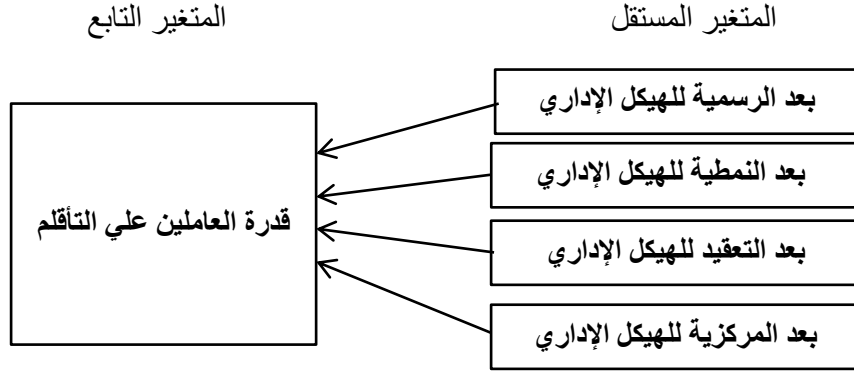 المتغير المستقل
المتغير التابع
بعد الرسمية للهيكل الإداري
بعد النمطية للهيكل الإداري
بعد التعقيد للهيكل الإداري
بعد المركزية للهيكل الإداري
قدرة العاملين علي التأقلم